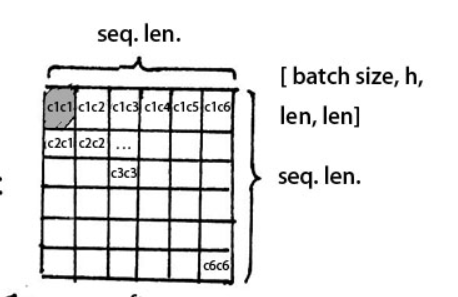 seq. len.
[ batch size, h,
len, len]
c1c1 c1c2 c1c3 c1c4 c1c5 c1c6
c2c1 c2c2 ...
c3c3
seq. len.
c6c6